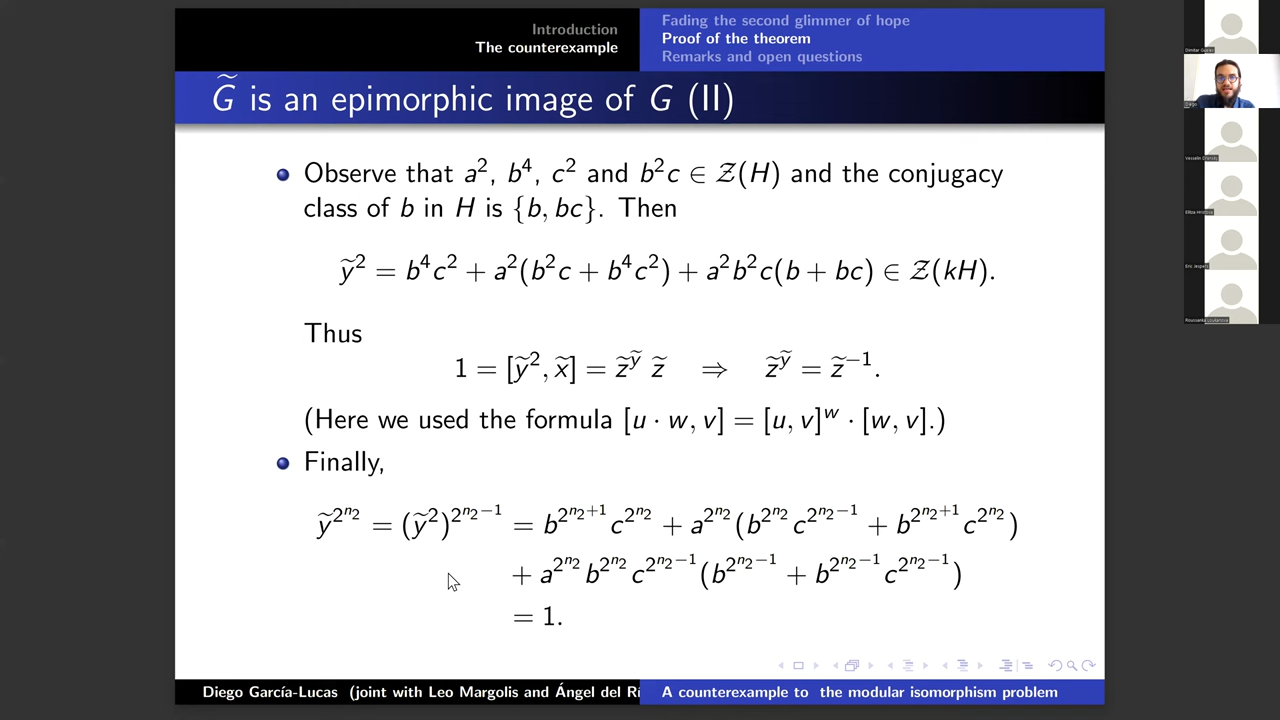 Introduction
The counterexample
Fading the second glimmer of hope
Proof of the theorem
Remarks and open questions
G̃ is an epimorphic image of G (II)
Observe that a², b⁴, c² and b²c ∈ 𝒵(H) and the conjugacy
class of b in H is {b, bc}. Then
ỹ² = b⁴c² + a²(b²c + b⁴c²) + a²b²c(b + bc) ∈ 𝒵(kH).
Thus
1 = [ỹ², x̃] = z̃^ỹ z̃ ⇒ z̃^ỹ = z̃⁻¹.
(Here we used the formula [u · w, v] = [u, v]^w · [w, v].)
Finally,
ỹ^{2^{n₂}} = (ỹ²)^{2^{n₂−1}} = b^{2^{n₂+1}} c^{2^{n₂}} + a^{2^{n₂}}(b^{2^{n₂}} c^{2^{n₂−1}} + b^{2^{n₂+1}} c^{2^{n₂}})
+ a^{2^{n₂}} b^{2^{n₂}} c^{2^{n₂−1}}(b^{2^{n₂−1}} + b^{2^{n₂−1}} c^{2^{n₂−1}})
= 1.
Diego García-Lucas (joint with Leo Margolis and Ángel del Rí
A counterexample to the modular isomorphism problem
Diego